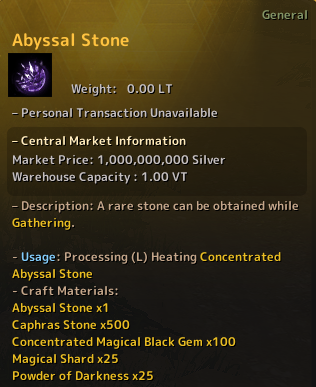 General
Abyssal Stone
Weight: 0.00 LT
– Personal Transaction Unavailable
– Central Market Information
Market Price: 1,000,000,000 Silver
Warehouse Capacity : 1.00 VT
– Description: A rare stone can be obtained while
Gathering.
- Usage: Processing (L) Heating Concentrated
Abyssal Stone
- Craft Materials:
Abyssal Stone x1
Caphras Stone x500
Concentrated Magical Black Gem x100
Magical Shard x25
Powder of Darkness x25